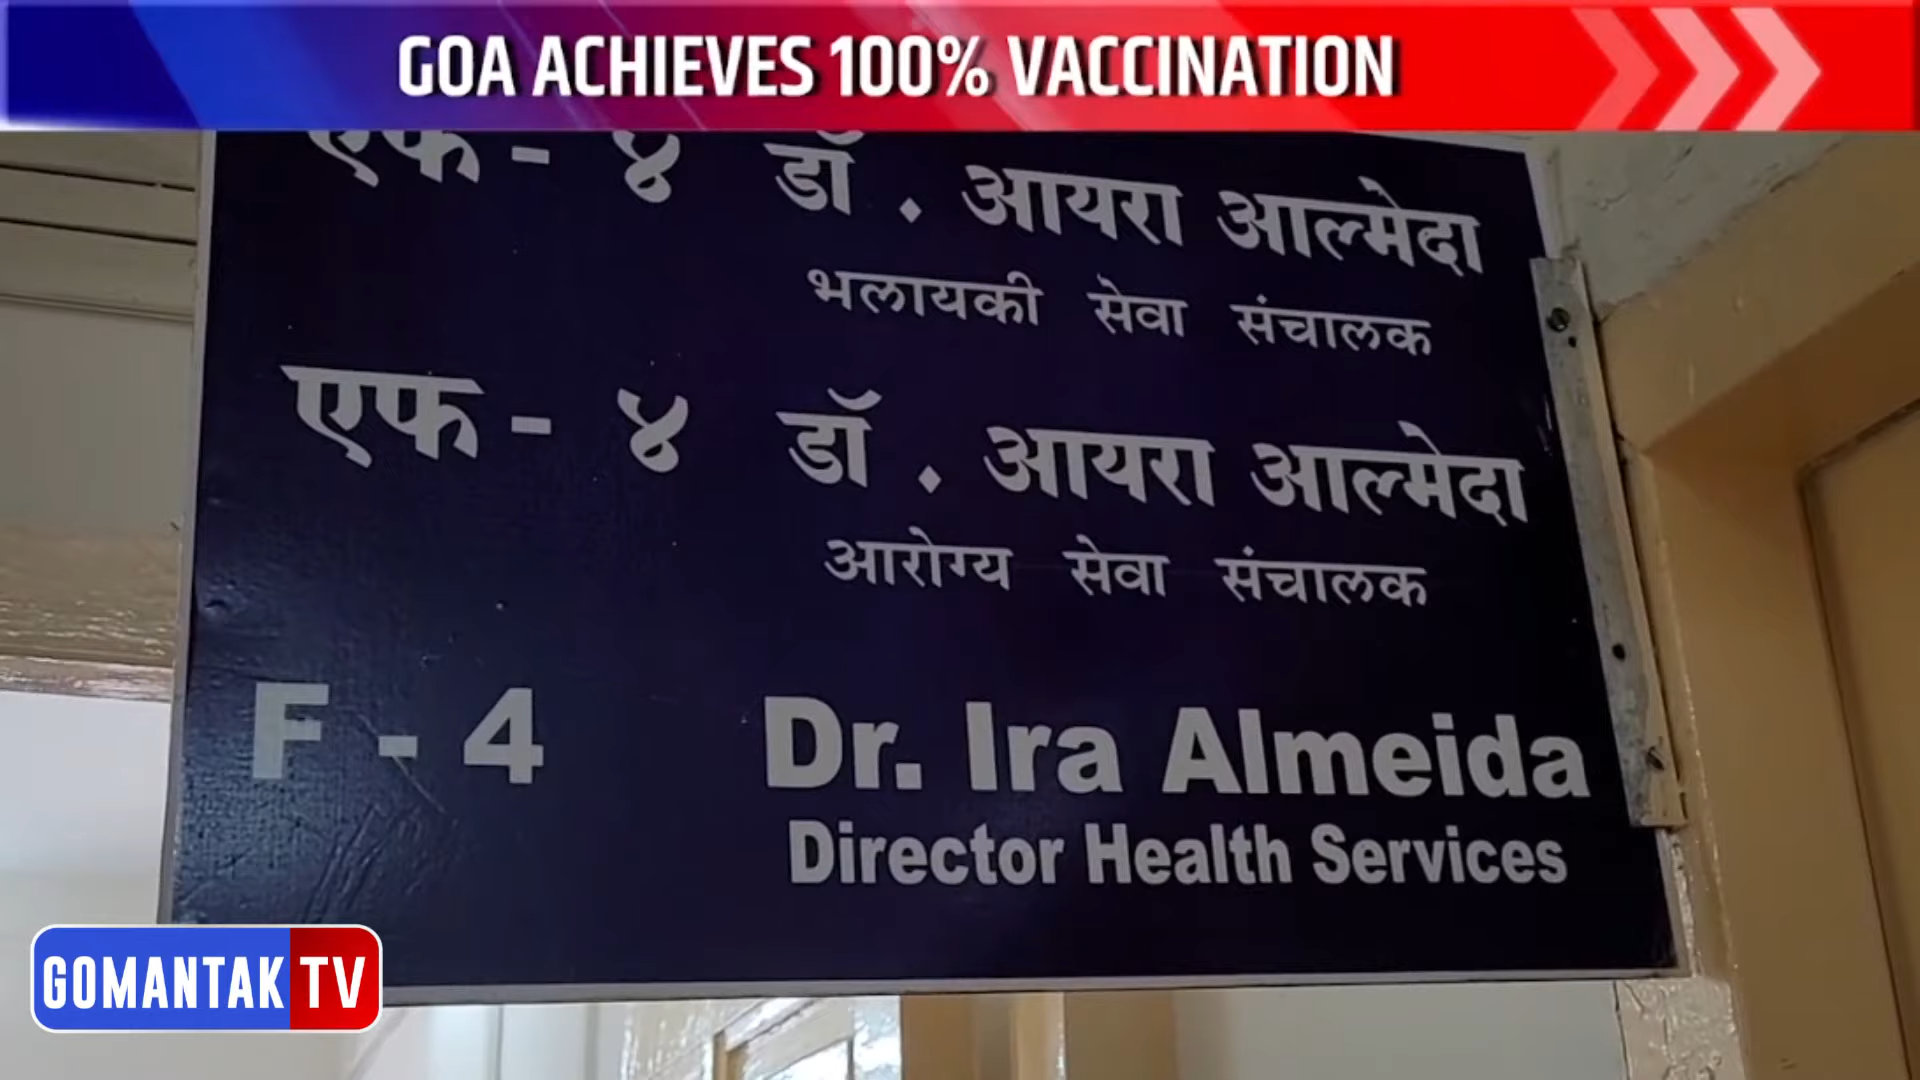 GOA ACHIEVES 100% VACCINATION
एफ - ४ डॉ . आयरा आल्मेदा
भलायकी सेवा संचालक
एफ - ४ डॉ . आयरा आल्मेदा
आरोग्य सेवा संचालक
F - 4 Dr. Ira Almeida
Director Health Services
GOMANTAK TV